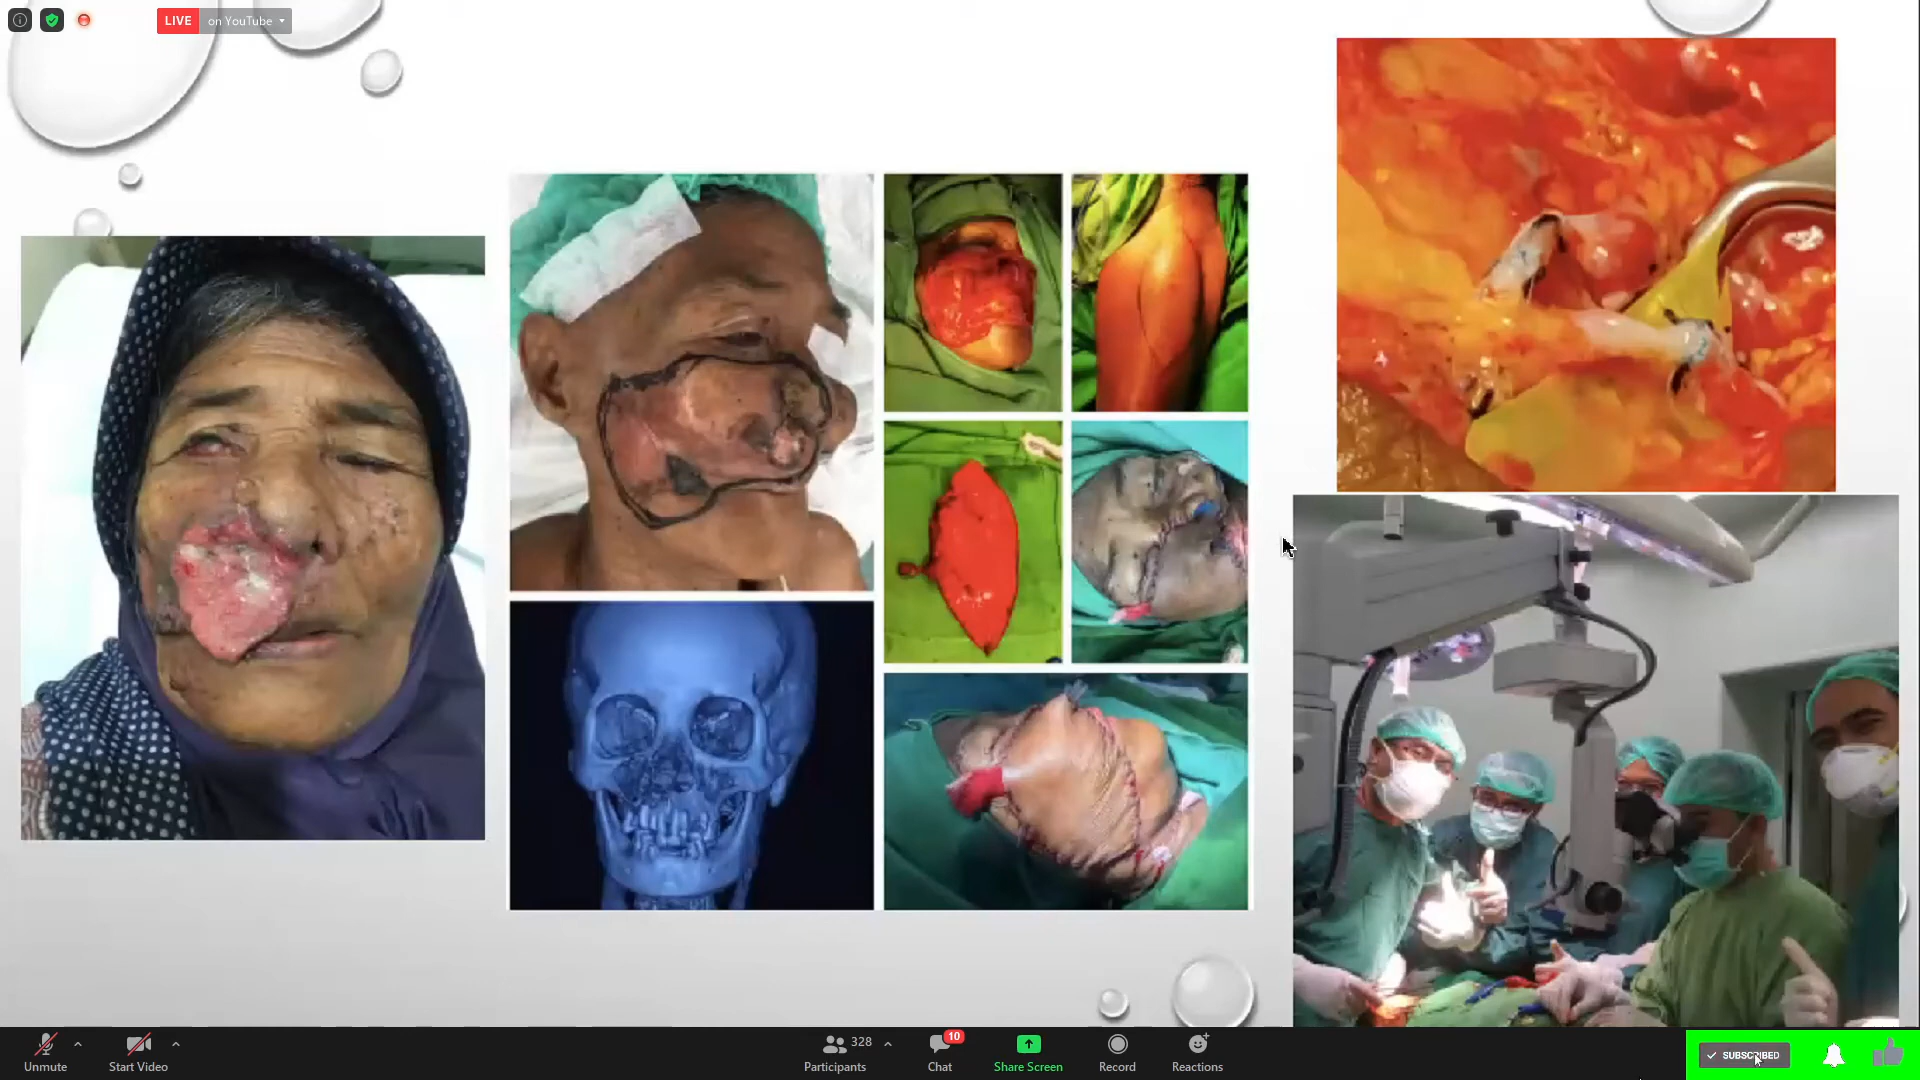 LIVE on YouTube
Unmute
Start Video
Participants
328
Chat
10
Share Screen
Record
Reactions
SUBSCRIBED